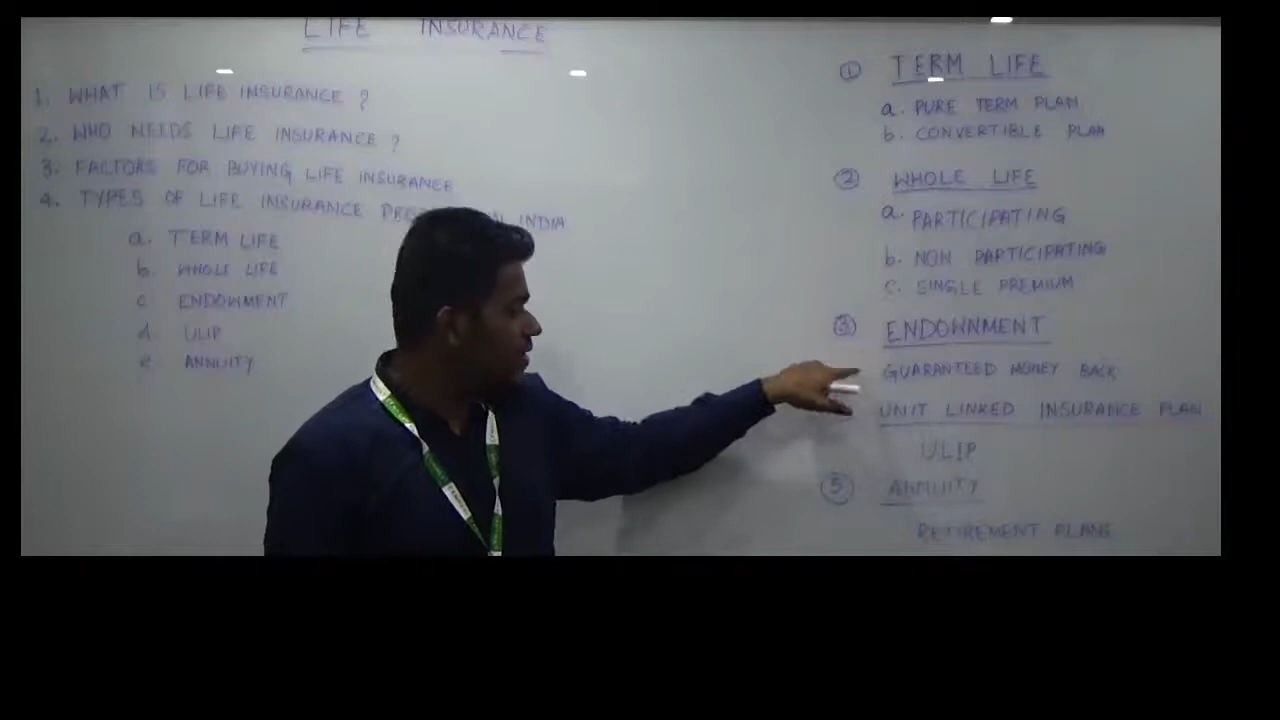 LIFE INSURANCE
1. WHAT IS LIFE INSURANCE ?
2. WHO NEEDS LIFE INSURANCE ?
3. FACTORS FOR BUYING LIFE INSURANCE
4. TYPES OF LIFE INSURANCE INDIA
a. TERM LIFE
b. WHOLE LIFE
c. ENDOWMENT
d. ULIP
e. ANNUITY
1 TERM LIFE
a. PURE TERM PLAN
b. CONVERTIBLE PLAN
2 WHOLE LIFE
a. PARTICIPATING
b. NON PARTICIPATING
c. SINGLE PREMIUM
3 ENDOWNMENT
GUARANTEED MONEY BACK
UNIT LINKED INSURANCE PLAN
ULIP
5 ANNUITY
RETIREMENT PLANS